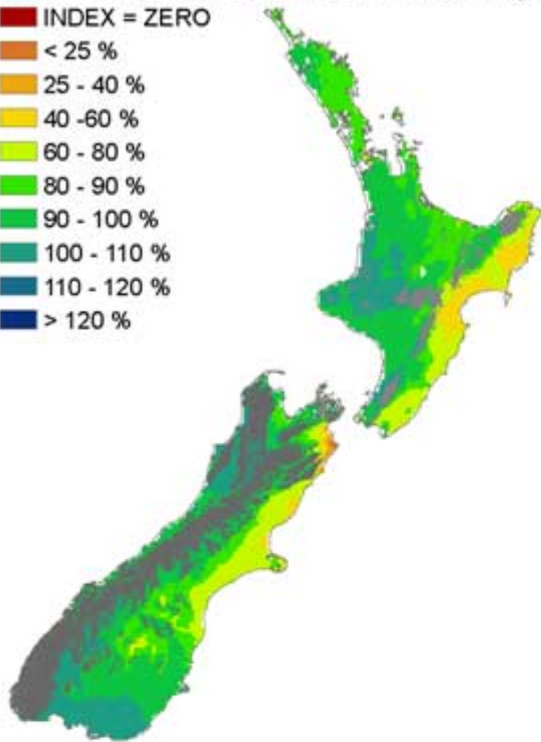 INDEX = ZERO
< 25 %
25 - 40 %
40 -60 %
60 - 80 %
80 - 90 %
90 - 100 %
100 - 110 %
110 - 120 %
> 120 %